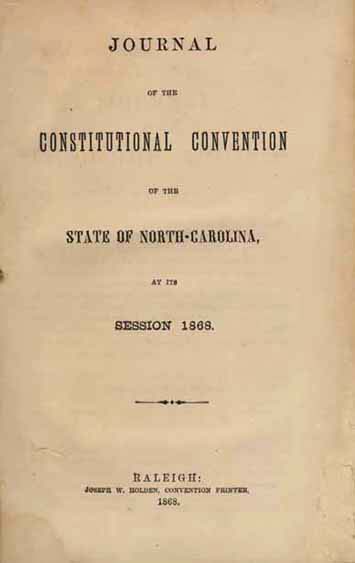 JOURNAL
OF THE
CONSTITUTIONAL CONVENTION
OF THE
STATE OF NORTH-CAROLINA,
AT ITS
SESSION 1868.
RALEIGH:
JOSEPH W. HOLDEN, CONVENTION PRINTER,
1868.